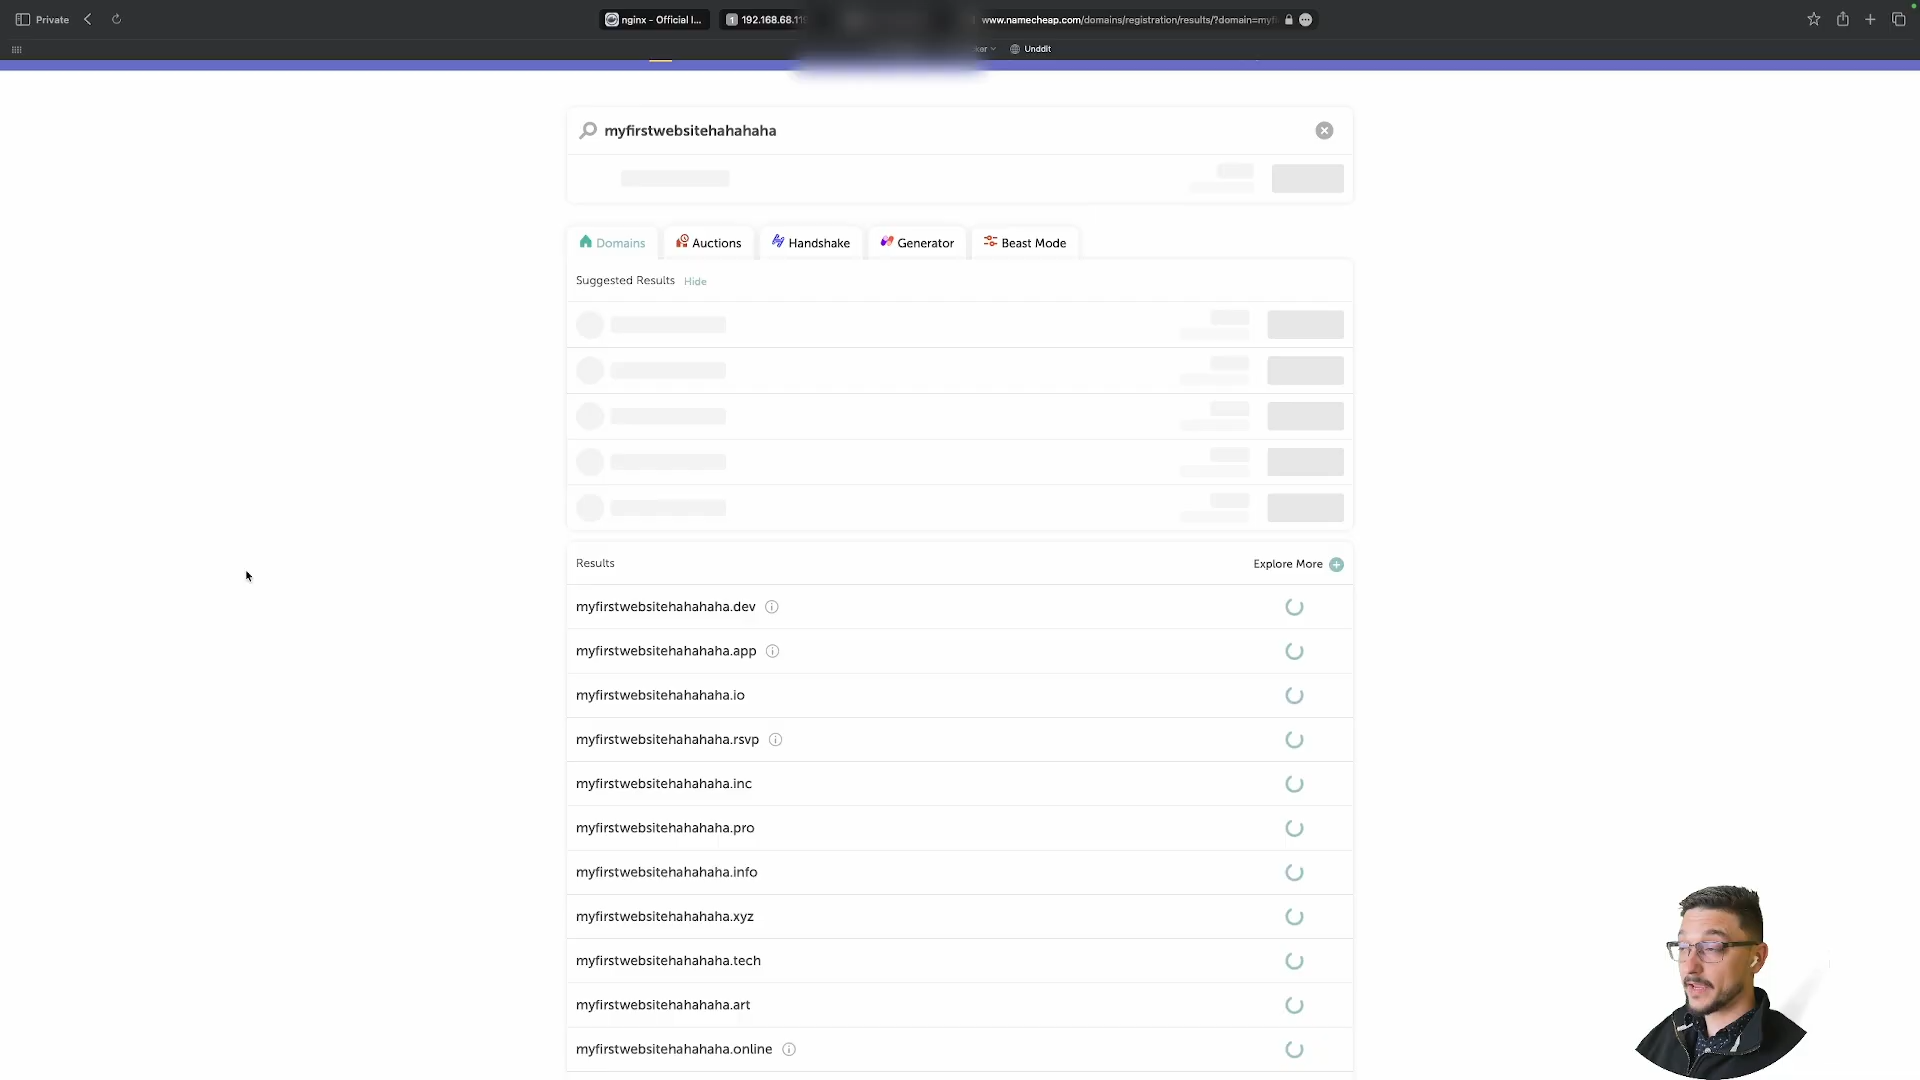 Private
nginx - Official I...
1 192.168.68.11
www.namecheap.com/domains/registration/results/?domain=myfi
Unddit
myfirstwebsitehahahaha
Domains
Auctions
Handshake
Generator
Beast Mode
Suggested Results Hide
Results
Explore More
myfirstwebsitehahahaha.dev
myfirstwebsitehahahaha.app
myfirstwebsitehahahaha.io
myfirstwebsitehahahaha.rsvp
myfirstwebsitehahahaha.inc
myfirstwebsitehahahaha.pro
myfirstwebsitehahahaha.info
myfirstwebsitehahahaha.xyz
myfirstwebsitehahahaha.tech
myfirstwebsitehahahaha.art
myfirstwebsitehahahaha.online